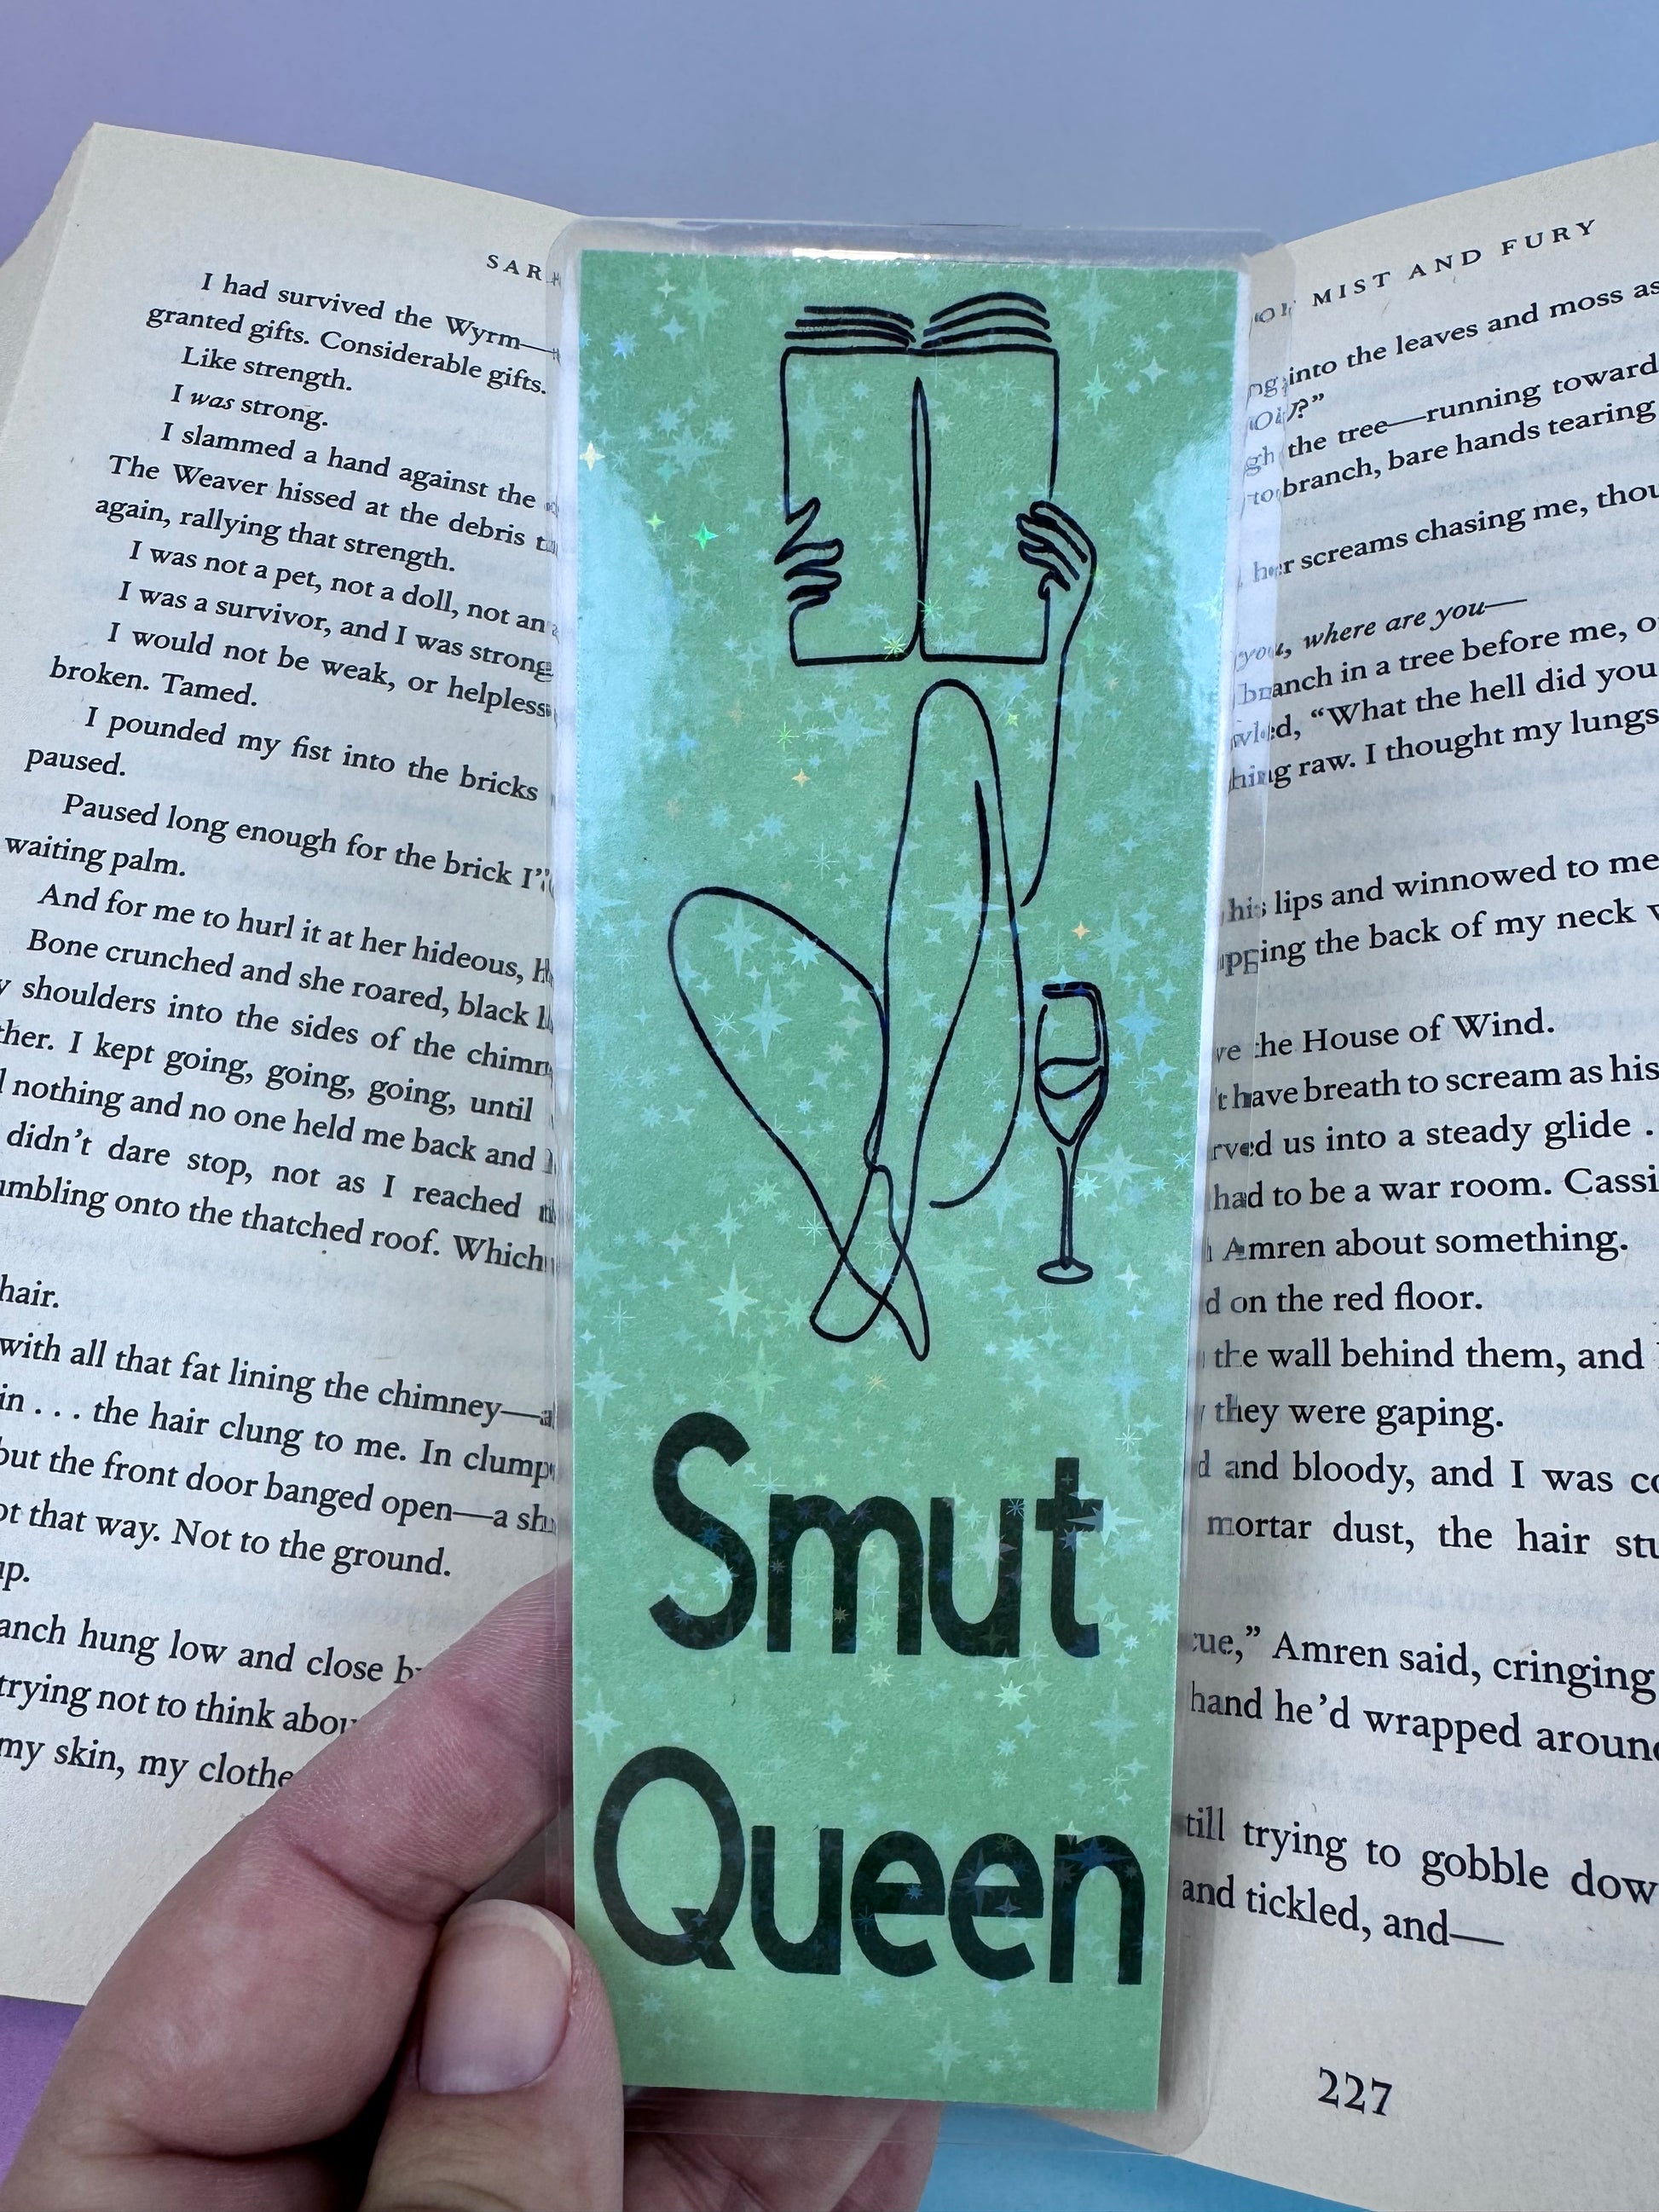 SARAH
I had survived the Wyrm—
granted gifts. Considerable gifts.
Like strength.
I was strong.
I slammed a hand against the
The Weaver hissed at the debris
again, rallying that strength.
I was not a pet, not a doll, not an
I was a survivor, and I was strong
I would not be weak, or helpless
broken. Tamed.
I pounded my fist into the bricks
paused.
Paused long enough for the brick
waiting palm.
And for me to hurl it at her hideous,
Bone crunched and she roared, black
shoulders into the sides of the
I kept going, going, going, until
nothing and no one held me back and
didn’t dare stop, not as I reached
onto the thatched roof. Which
hair.
with all that fat lining the chimney—
in . . . the hair clung to me. In
but the front door banged open—a
that way. Not to the ground.
up.
hung low and close
trying not to think
my skin, my
Smut
Queen
OF MIST AND FURY
into the leaves and moss as
the tree—running toward
to branch, bare hands tearing
her screams chasing me,
you, where are you—
branch in a tree before me,
“What the hell did you
raw. I thought my lungs
his lips and winnowed to me
the back of my neck
the House of Wind.
have breath to scream as his
us into a steady glide .
had to be a war room.
Amren about something.
on the red floor.
the wall behind them, and
they were gaping.
and bloody, and I was
mortar dust, the hair
Amren said, cringing
hand he’d wrapped
trying to gobble
and tickled, and—
227